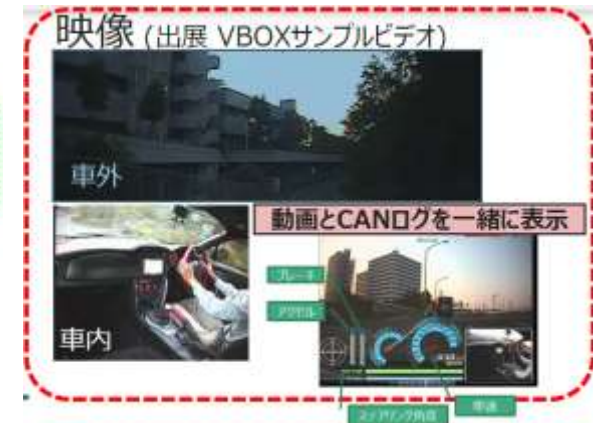 映像 (出展 VBOXサンプルビデオ)
車外
動画とCANログを一緒に表示
車内
ブレーキ
アクセル
ステアリング角度
車速